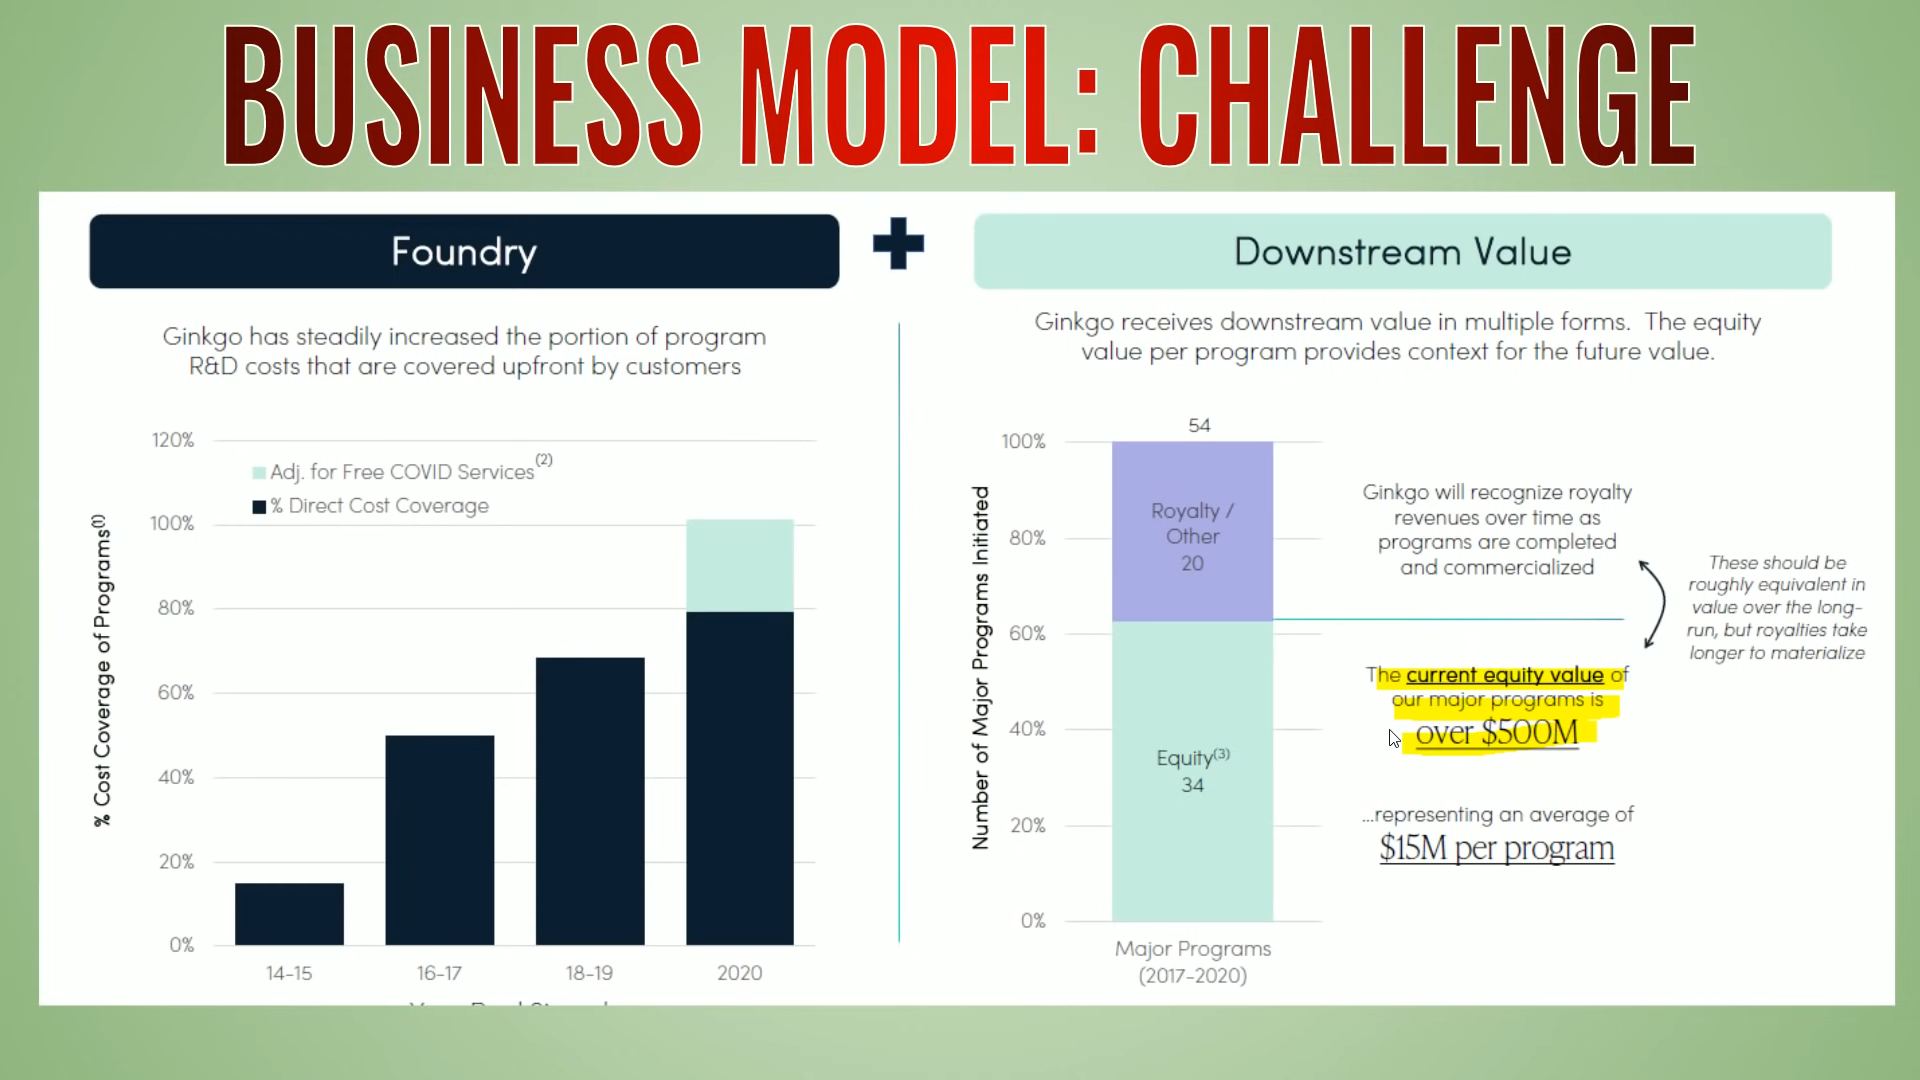 BUSINESS MODEL: CHALLENGE
Foundry
Ginkgo has steadily increased the portion of program
R&D costs that are covered upfront by customers
% Cost Coverage of Programs(1)
120%
100%
80%
60%
40%
20%
0%
Adj. for Free COVID Services(2)
% Direct Cost Coverage
14-15
16-17
18-19
2020
Downstream Value
Ginkgo receives downstream value in multiple forms. The equity
value per program provides context for the future value.
Number of Major Programs Initiated
100%
80%
60%
40%
20%
0%
54
Royalty /
Other
20
Equity(3)
34
Major Programs
(2017-2020)
Ginkgo will recognize royalty
revenues over time as
programs are completed
and commercialized
These should be
roughly equivalent in
value over the long-
run, but royalties take
longer to materialize
The current equity value of
our major programs is
over $500M
...representing an average of
$15M per program